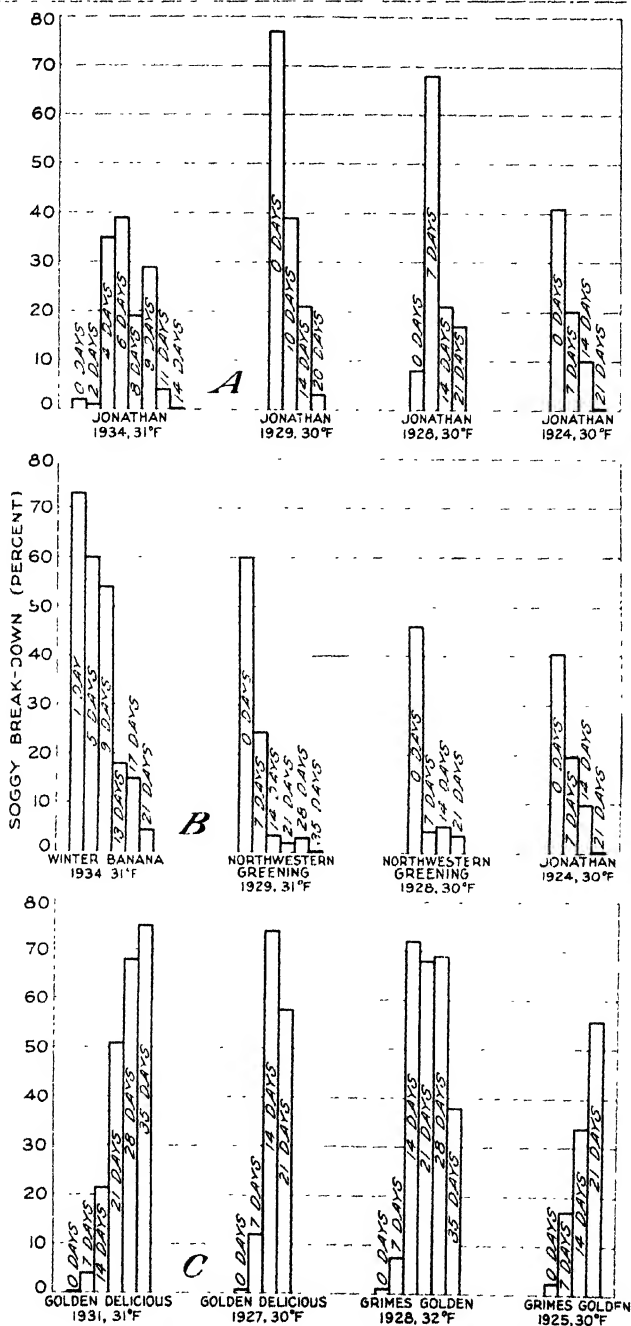 80
70
60
50
40
30
20
10
0
0 DAYS
2 DAYS
4 DAYS
6 DAYS
8 DAYS
9 DAYS
11 DAYS
14 DAYS
A
0 DAYS
10 DAYS
14 DAYS
20 DAYS
0 DAYS
7 DAYS
14 DAYS
21 DAYS
0 DAYS
7 DAYS
14 DAYS
21 DAYS
JONATHAN
1934, 31°F
JONATHAN
1929, 30°F
JONATHAN
1928, 30°F
JONATHAN
1924, 30°F
SOGGY BREAK-DOWN (PERCENT)
80
70
60
50
40
30
20
10
0
1 DAY
5 DAYS
9 DAYS
13 DAYS
17 DAYS
21 DAYS
B
0 DAYS
7 DAYS
14 DAYS
21 DAYS
28 DAYS
35 DAYS
0 DAYS
7 DAYS
14 DAYS
21 DAYS
0 DAYS
7 DAYS
14 DAYS
21 DAYS
WINTER BANANA
1934 31°F
NORTHWESTERN
GREENING
1929, 31°F
NORTHWESTERN
GREENING
1928, 30°F
JONATHAN
1924, 30°F
70
60
50
40
30
20
10
0
0 DAYS
7 DAYS
14 DAYS
21 DAYS
28 DAYS
35 DAYS
C
0 DAYS
7 DAYS
14 DAYS
21 DAYS
0 DAYS
7 DAYS
14 DAYS
21 DAYS
28 DAYS
35 DAYS
0 DAYS
7 DAYS
14 DAYS
21 DAYS
GOLDEN DELICIOUS
1931, 31°F
GOLDEN DELICIOUS
1927, 30°F
GRIMES GOLDEN
1928, 32°F
GRIMES GOLDEN
1925, 30°F